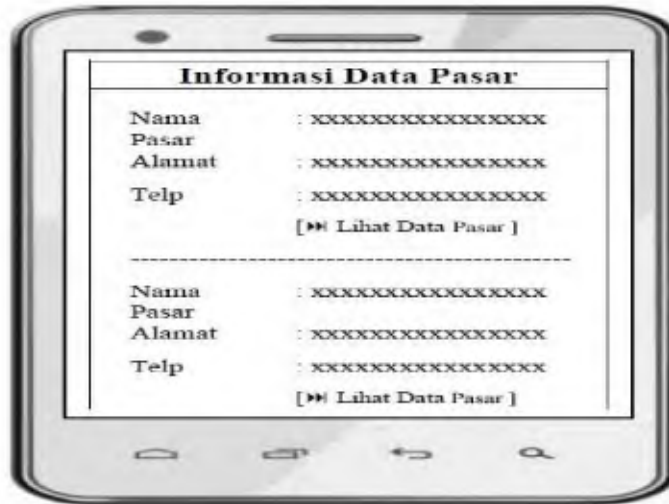 Informasi Data Pasar
Nama : xxxxxxxxxxxxxxxx
Pasar
Alamat : xxxxxxxxxxxxxxxx
Telp : xxxxxxxxxxxxxxxx
[⏭ Lihat Data Pasar ]
----------------------------------------------
Nama : xxxxxxxxxxxxxxxx
Pasar
Alamat : xxxxxxxxxxxxxxxx
Telp : xxxxxxxxxxxxxxxx
[⏭ Lihat Data Pasar ]